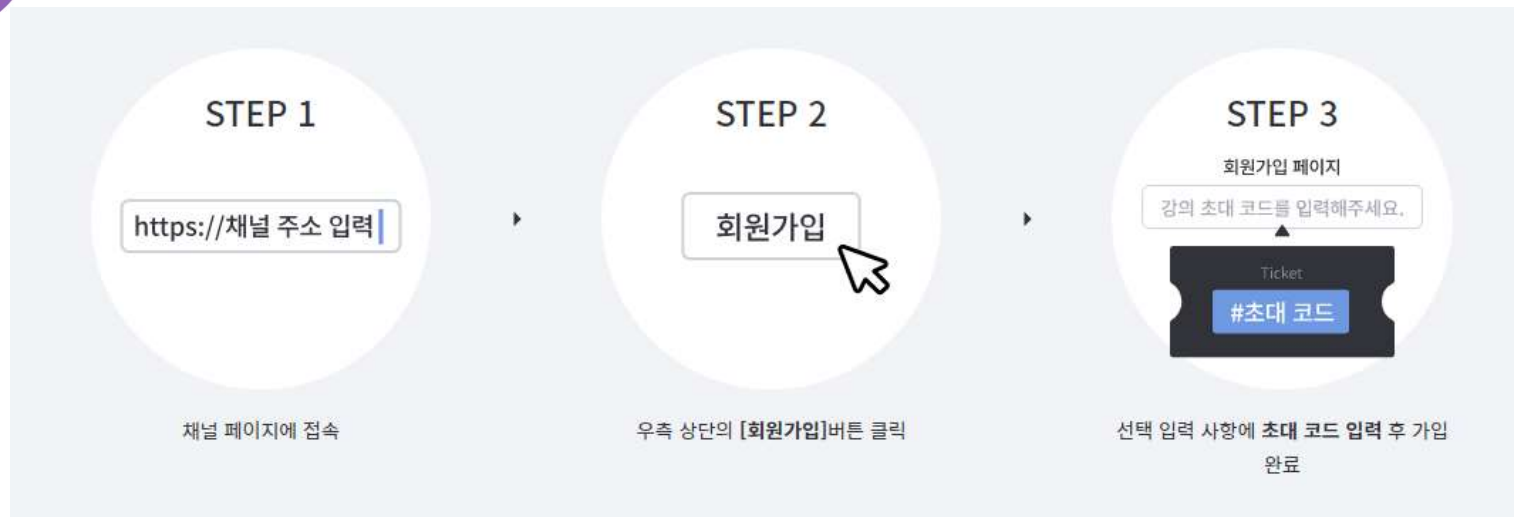 STEP 1
https://채널 주소 입력
채널 페이지에 접속
STEP 2
회원가입
우측 상단의 [회원가입]버튼 클릭
STEP 3
회원가입 페이지
강의 초대 코드를 입력해주세요.
Ticket
#초대 코드
선택 입력 사항에 초대 코드 입력 후 가입
완료